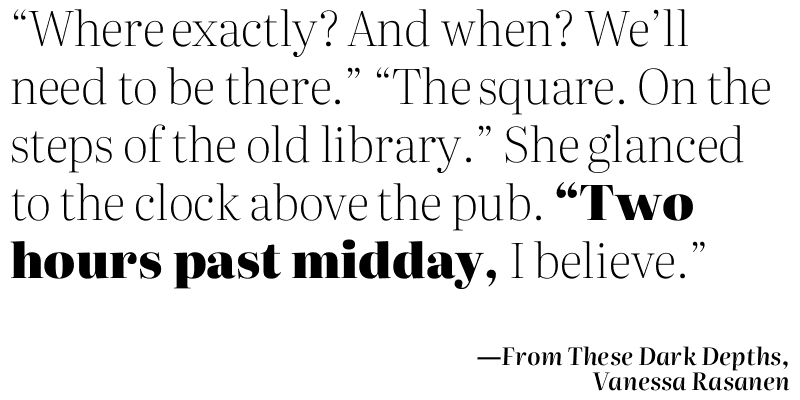 “Where exactly? And when? We’ll
need to be there.” “The square. On the
steps of the old library.” She glanced
to the clock above the pub. “Two
hours past midday, I believe.”
—From These Dark Depths,
Vanessa Rasanen